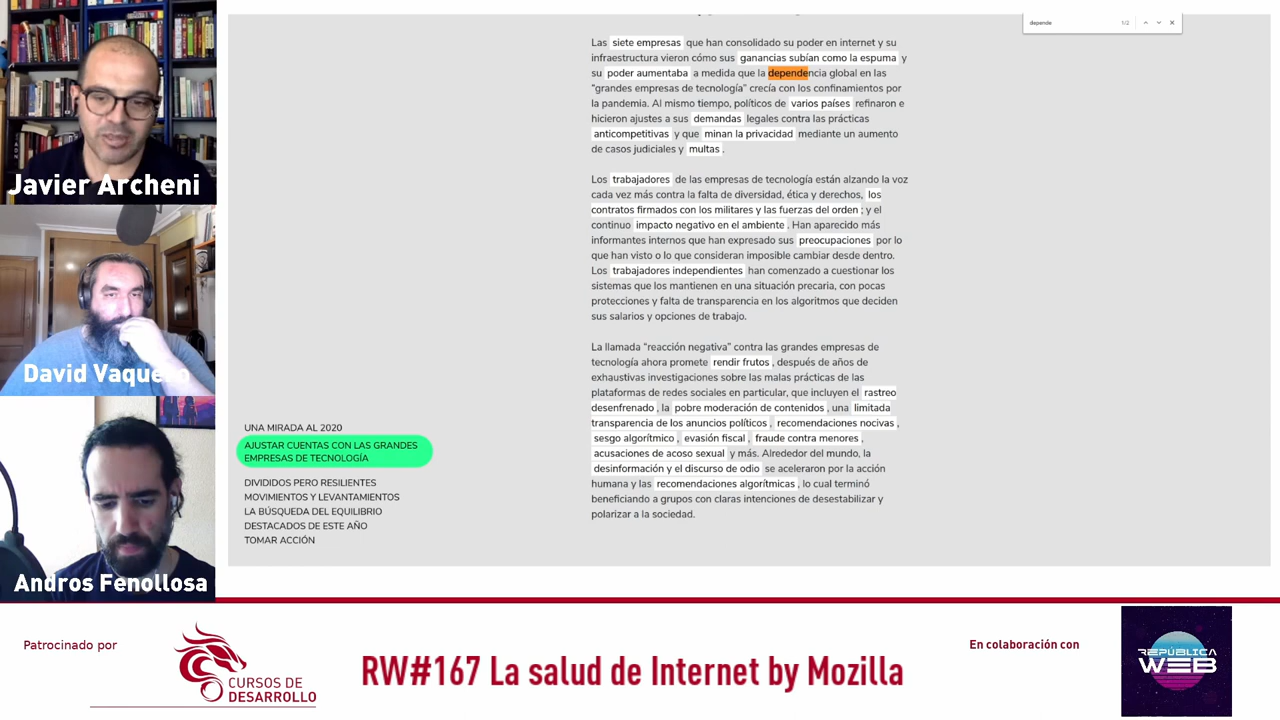 Javier Archeni
David Vaque
Andros Fenollosa
depende
1/2
Las siete empresas que han consolidado su poder en internet y su
infraestructura vieron cómo sus ganancias subían como la espuma y
su poder aumentaba a medida que la dependencia global en las
“grandes empresas de tecnología” crecía con los confinamientos por
la pandemia. Al mismo tiempo, políticos de varios países refinaron e
hicieron ajustes a sus demandas legales contra las prácticas
anticompetitivas y que minan la privacidad mediante un aumento
de casos judiciales y multas .
Los trabajadores de las empresas de tecnología están alzando la voz
cada vez más contra la falta de diversidad, ética y derechos, los
contratos firmados con los militares y las fuerzas del orden ; y el
continuo impacto negativo en el ambiente . Han aparecido más
informantes internos que han expresado sus preocupaciones por lo
que han visto o lo que consideran imposible cambiar desde dentro.
Los trabajadores independientes han comenzado a cuestionar los
sistemas que los mantienen en una situación precaria, con pocas
protecciones y falta de transparencia en los algoritmos que deciden
sus salarios y opciones de trabajo.
La llamada “reacción negativa” contra las grandes empresas de
tecnología ahora promete rendir frutos , después de años de
exhaustivas investigaciones sobre las malas prácticas de las
plataformas de redes sociales en particular, que incluyen el rastreo
desenfrenado , la pobre moderación de contenidos , una limitada
transparencia de los anuncios políticos , recomendaciones nocivas ,
sesgo algorítmico , evasión fiscal , fraude contra menores ,
acusaciones de acoso sexual y más. Alrededor del mundo, la
desinformación y el discurso de odio se aceleraron por la acción
humana y las recomendaciones algorítmicas , lo cual terminó
beneficiando a grupos con claras intenciones de desestabilizar y
polarizar a la sociedad.
UNA MIRADA AL 2020
AJUSTAR CUENTAS CON LAS GRANDES
EMPRESAS DE TECNOLOGÍA
DIVIDIDOS PERO RESILIENTES
MOVIMIENTOS Y LEVANTAMIENTOS
LA BÚSQUEDA DEL EQUILIBRIO
DESTACADOS DE ESTE AÑO
TOMAR ACCIÓN
Patrocinado por
CURSOS DE
DESARROLLO
RW#167 La salud de Internet by Mozilla
En colaboración con
REPÚBLICA
WEB